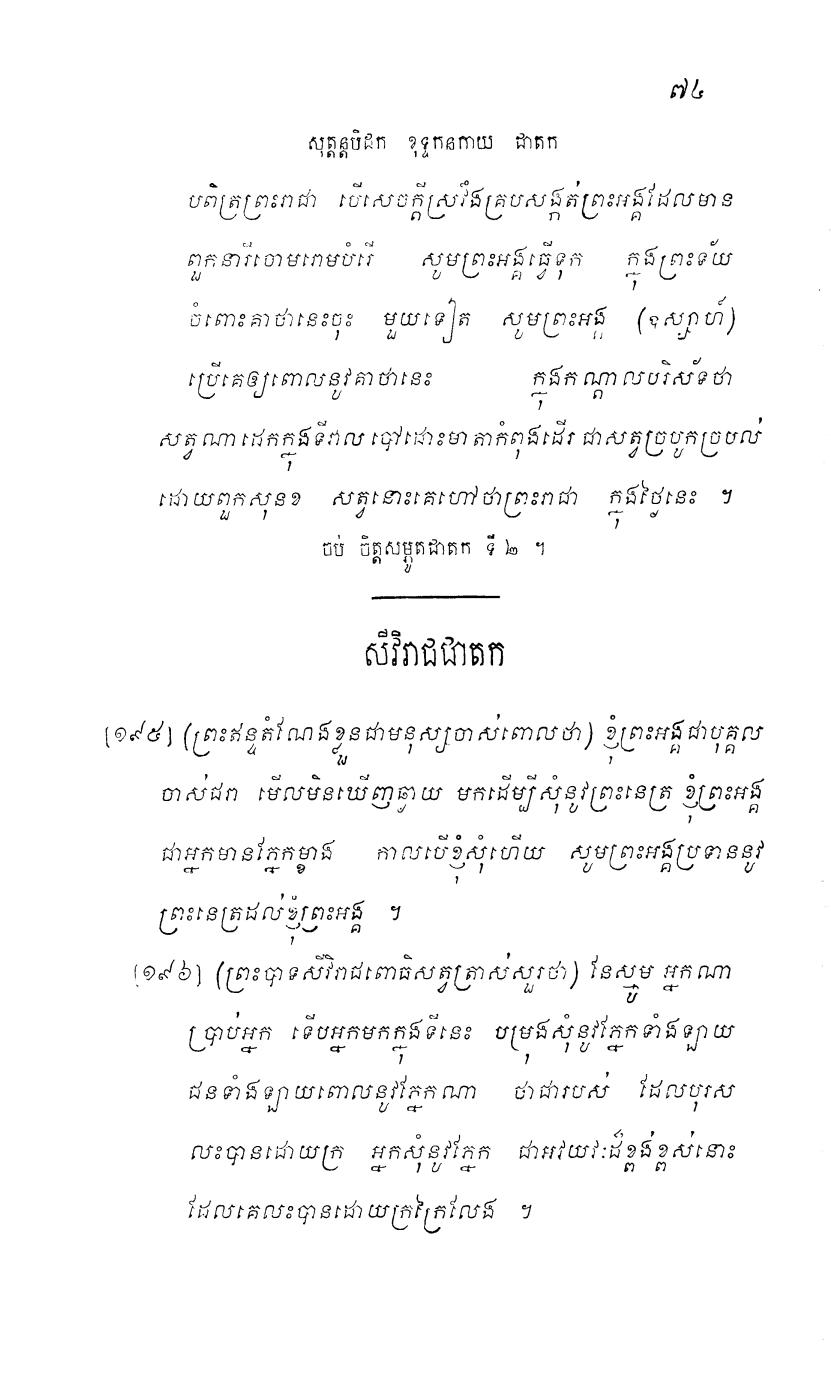 ៧៤
សុត្តន្តបិដក ខុទ្ទកនិកាយ ជាតក
បពិត្រព្រះរាជា បើសេចក្តីស្រវឹងគ្របសង្កត់ព្រះអង្គដែលមាន
ពួកនារីចោមរោមបំរើ សូមព្រះអង្គធ្វើទុក ក្នុងព្រះទ័យ
ចំពោះគាថានេះចុះ មួយទៀត សូមព្រះអង្គ (ឧស្សាហ៍)
ប្រើគេឲ្យពោលនូវគាថានេះ ក្នុងកណ្តាលបរិស័ទថា
សត្វណាដេកក្នុងទីវាល បៅដោះមាតាកំពុងដើរ ជាសត្វច្របូកច្របល់
ដោយពួកសុនខ សត្វនោះគេហៅថាព្រះរាជា ក្នុងថ្ងៃនេះ ។
ចប់ ចិត្តសម្ភូតជាតក ទី ២ ។
សីវិរាជជាតក
[១៩៥] (ព្រះឥន្ទតំណែងខ្លួនជាមនុស្សចាស់ពោលថា) ខ្ញុំព្រះអង្គជាបុគ្គល
ចាស់ជរា មើលមិនឃើញឆ្ងាយ មកដើម្បីសុំនូវព្រះនេត្រ ខ្ញុំព្រះអង្គ
ជាអ្នកមានភ្នែកម្ខាង កាលបើខ្ញុំសុំហើយ សូមព្រះអង្គប្រទាននូវ
ព្រះនេត្រដល់ខ្ញុំព្រះអង្គ ។
[១៩៦] (ព្រះបាទសីវិរាជពោធិសត្វត្រាស់សួរថា) នៃស្មូម អ្នកណា
ប្រាប់អ្នក ទើបអ្នកមកក្នុងទីនេះ បម្រុងសុំនូវភ្នែកទាំងឡាយ
ជនទាំងឡាយពោលនូវភ្នែកណា ថាជារបស់ ដែលបុរស
លះបានដោយក្រ អ្នកសុំនូវភ្នែក ជាអវយវៈដ៏ខ្ពង់ខ្ពស់នោះ
ដែលគេលះបានដោយក្រក្រៃលែង ។